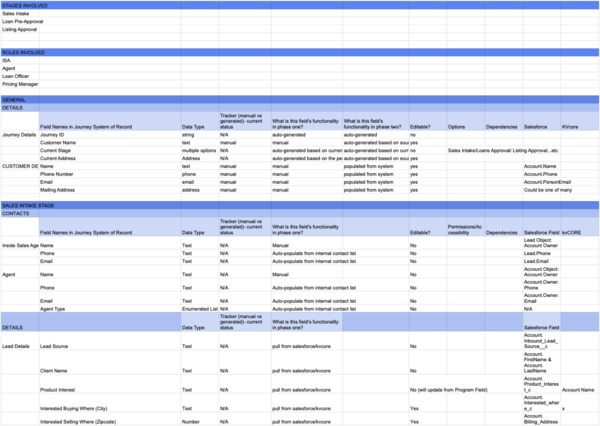 STAGES INVOLVED
Sales Intake
Loan Pre-Approval
Listing Approval
ROLES INVOLVED
ISA
Agent
Loan Officer
Pricing Manager
GENERAL
DETAILS
Field Names in Journey System of Record Data Type Tracker (manual vs generated)- current status What is this field's functionality in phase one? What is this field's functionality in phase two? Editable? Options Dependencies Salesforce KVcore
Journey Details Journey ID string N/A auto-generated auto-generated no
Customer Name text manual manual auto-generated based on sou yes
Current Stage multiple options N/A auto-generated based on curren auto-generated based on curr no Sales Intake/Loans Approval/ Listing Approval...etc
Current Address Address N/A auto-generated based on the pe auto-generated based on sou yes
CUSTOMER DE Name text manual manual populated from system yes Account.Name
Phone Number phone manual manual populated from system yes Account.Phone
Email email manual manual populated from system yes Account.PersonEmail
Mailing Address address manual manual populated from system yes Could be one of many
SALES INTAKE STAGE
CONTACTS
Field Names in Journey System of Record Data Type Tracker (manual vs generated)- current status What is this field's functionality in phase one? Editable? Permissions/Ac cessibility Dependencies Salesforce Field kvCORE
Inside Sales Age Name Text N/A Manual No Lead Object: Account Owner
Phone Text N/A Auto-populate from internal contact list No Lead.Phone
Email Text N/A Auto-populate from internal contact list No Lead.Email
Agent Name Text N/A Manual No Account Object: Account Owner
Phone Text N/A Auto-populate from internal contact list No Account.Owner. Phone
Email Text N/A Auto-populate from internal contact list No Account.Owner. Email
Agent Type Enumerated List N/A Auto-populate from internal contact list No N/A
DETAILS Data Type Tracker (manual vs generated)- current status What is this field's functionality in phase one? Salesforce Field
Lead Details Lead Source Text N/A pull from salesforce/kvcore No Account. Inbound_Lead_ Source__c
Client Name Text N/A pull from salesforce/kvcore No Account. FirstName & Account. LastName
Product Interest Text N/A pull from salesforce/kvcore No (will update from Program Field) Account. Product_Interes t_c Account Name
Interested Buying Where (City) Text N/A pull from salesforce/kvcore Yes Account. Interested_wher e_c x
Interested Selling Where (Zipcode) Number N/A pull from salesforce/kvcore Yes Account. Billing_Address